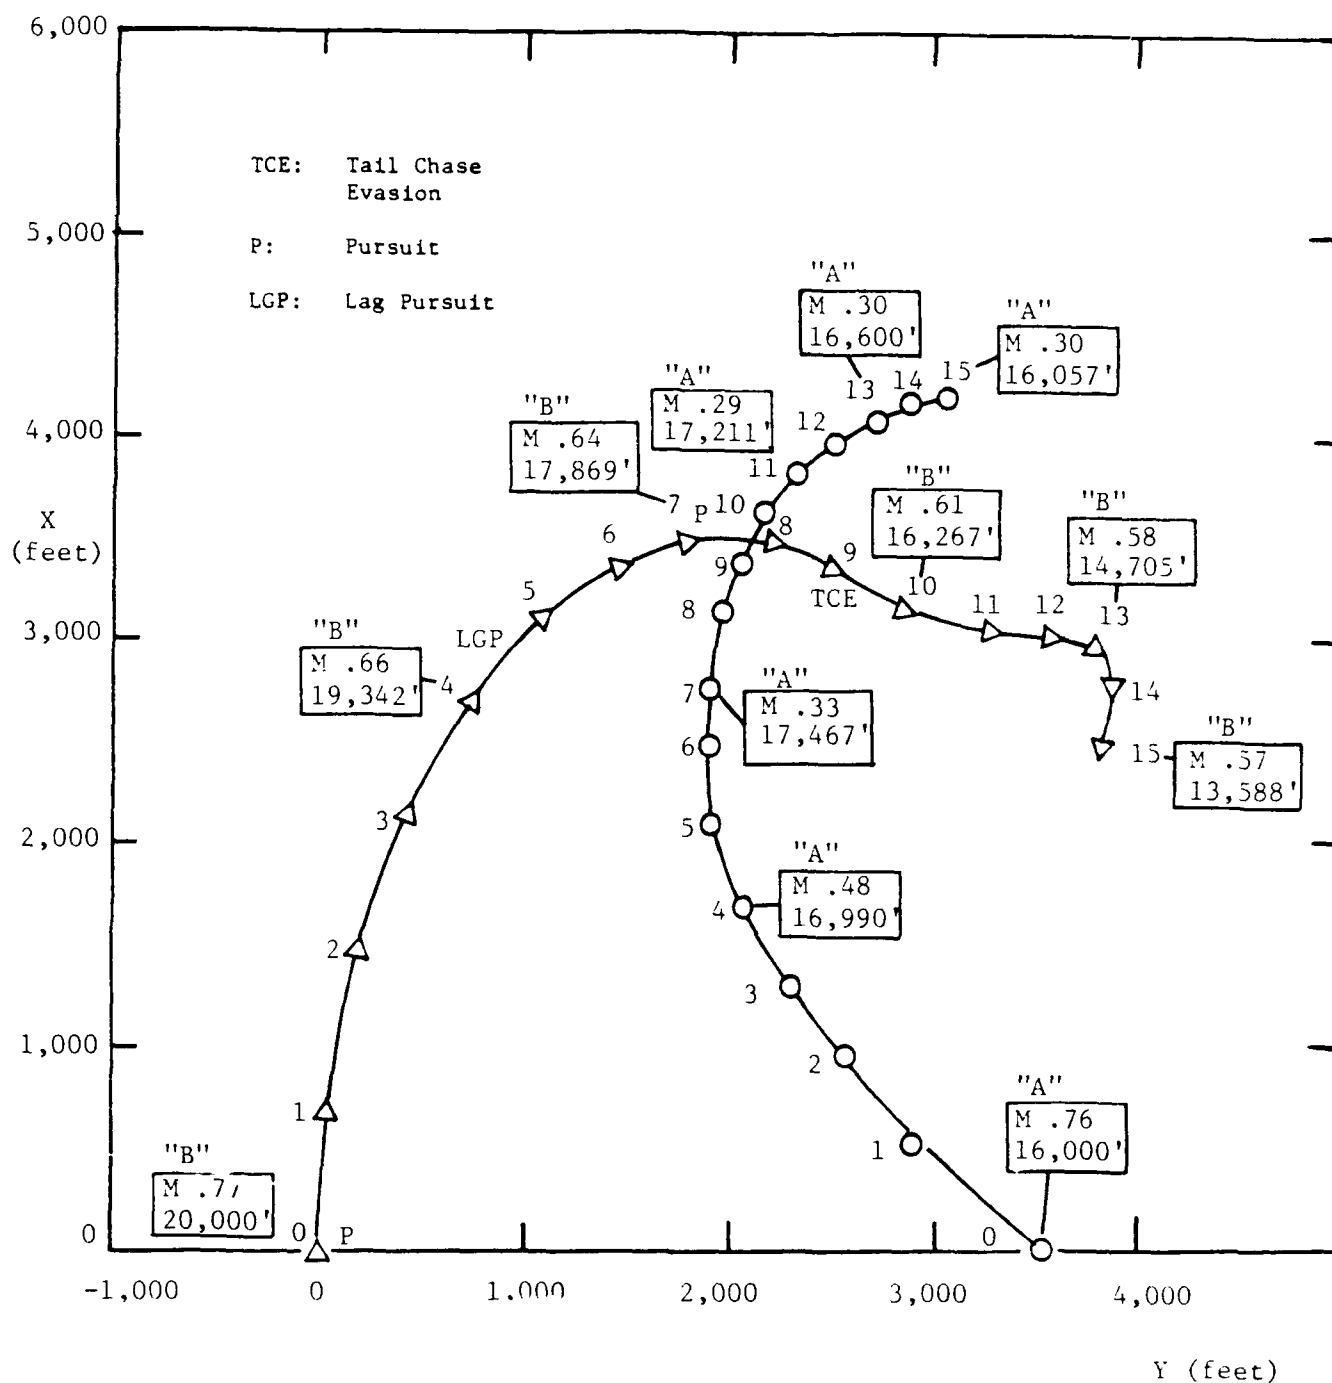 6,000
TCE: Tail Chase
Evasion
5,000
P: Pursuit
LGP: Lag Pursuit
"A"
M .30
16,600'
"A"
M .30
16,057'
13
14
15
"A"
M .29
17,211'
12
"B"
M .64
17,869'
4,000
11
7
P
10
8
"B"
M .61
16,267'
"B"
M .58
14,705'
X
(feet)
6
9
9
TCE
10
5
8
11
12
13
3,000
LGP
"B"
M .66
19,342'
4
7
"A"
M .33
17,467'
14
6
15
"B"
M .57
13,588'
3
2,000
5
"A"
M .48
16,990'
4
2
3
1,000
2
1
"A"
M .76
16,000'
1
"B"
M .77
20,000'
0
0
P
0
-1,000
0
1,000
2,000
3,000
4,000
Y (feet)